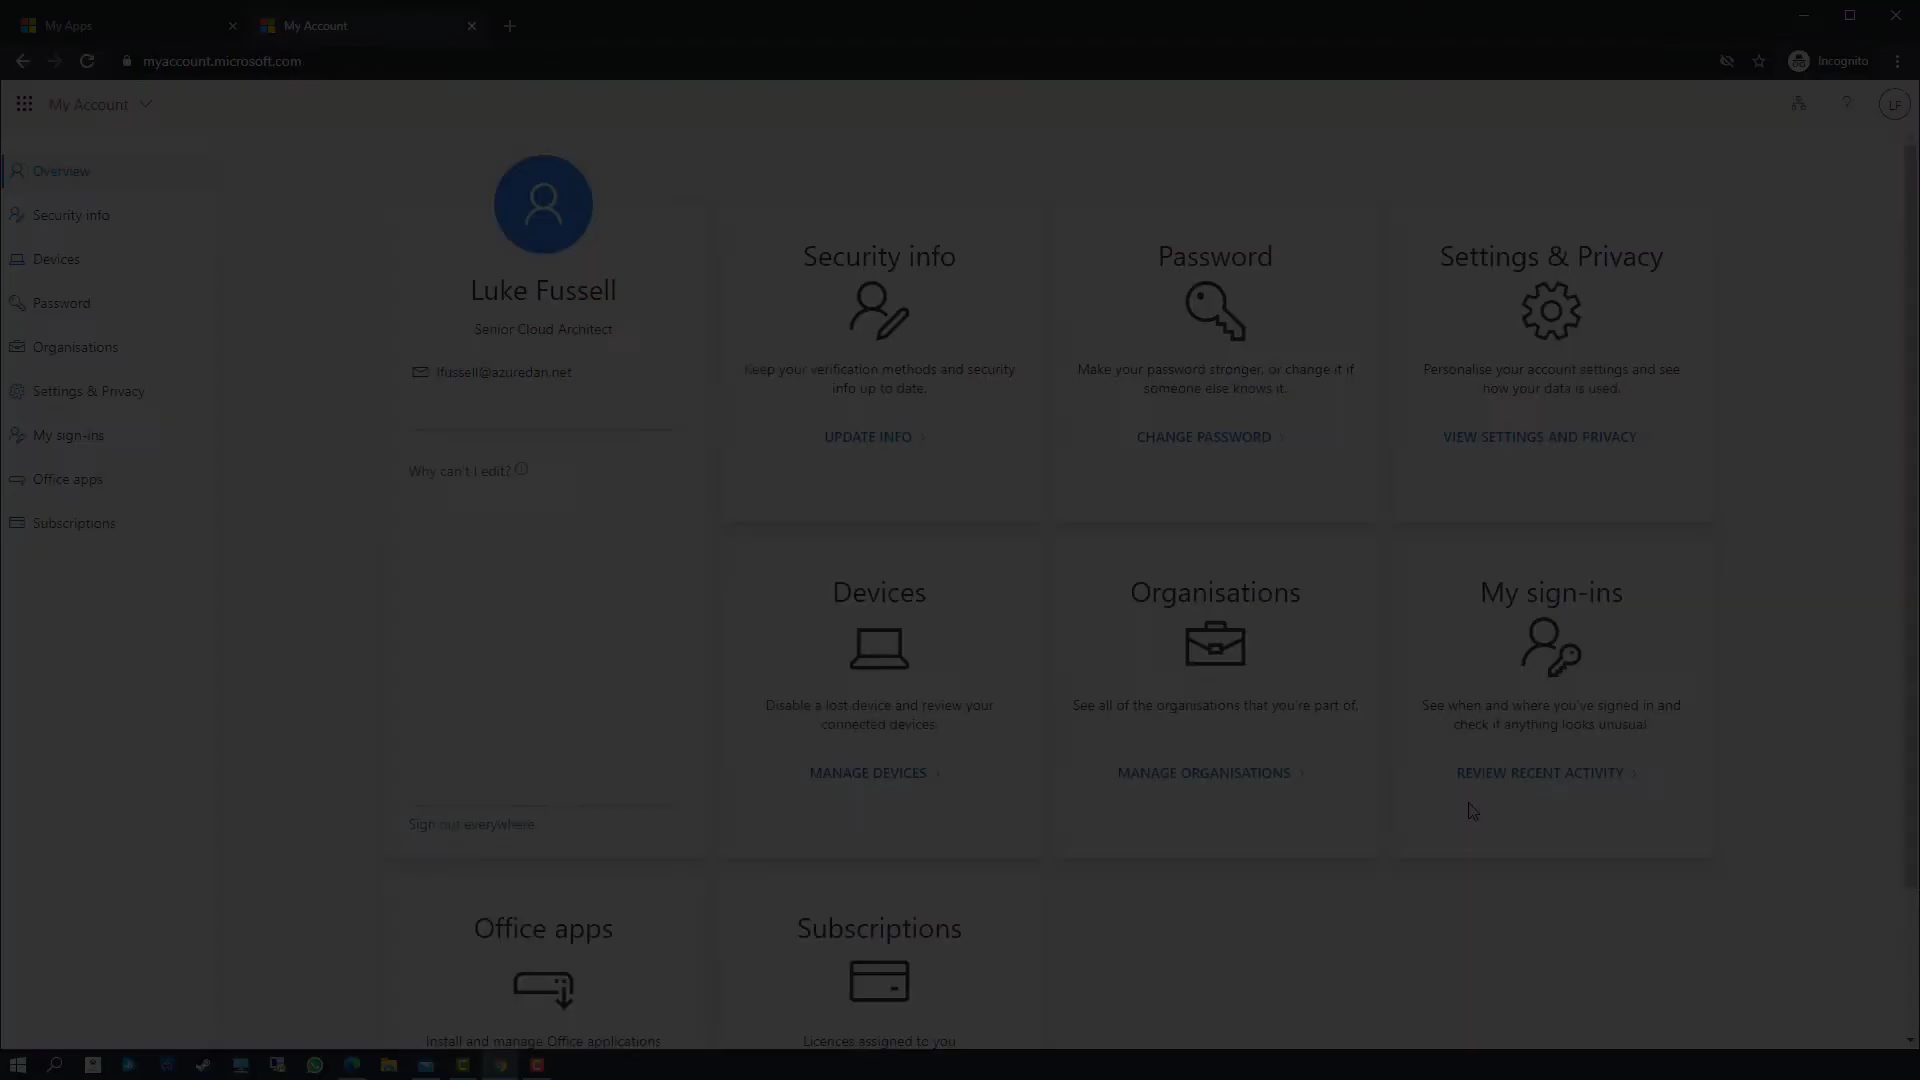 My Apps
My Account
myaccount.microsoft.com
Incognito
My Account
LF
Overview
Security info
Devices
Password
Organisations
Settings & Privacy
My sign-ins
Office apps
Subscriptions
Luke Fussell
Senior Cloud Architect
lfussell@azuredan.net
Why can't I edit?
Sign out everywhere
Security info
Keep your verification methods and security
info up to date.
UPDATE INFO
Password
Make your password stronger, or change it if
someone else knows it.
CHANGE PASSWORD
Settings & Privacy
Personalise your account settings and see
how your data is used.
VIEW SETTINGS AND PRIVACY
Devices
Disable a lost device and review your
connected devices.
MANAGE DEVICES
Organisations
See all of the organisations that you're part of.
MANAGE ORGANISATIONS
My sign-ins
See when and where you've signed in and
check if anything looks unusual
REVIEW RECENT ACTIVITY
Office apps
Install and manage Office applications
Subscriptions
Licences assigned to you